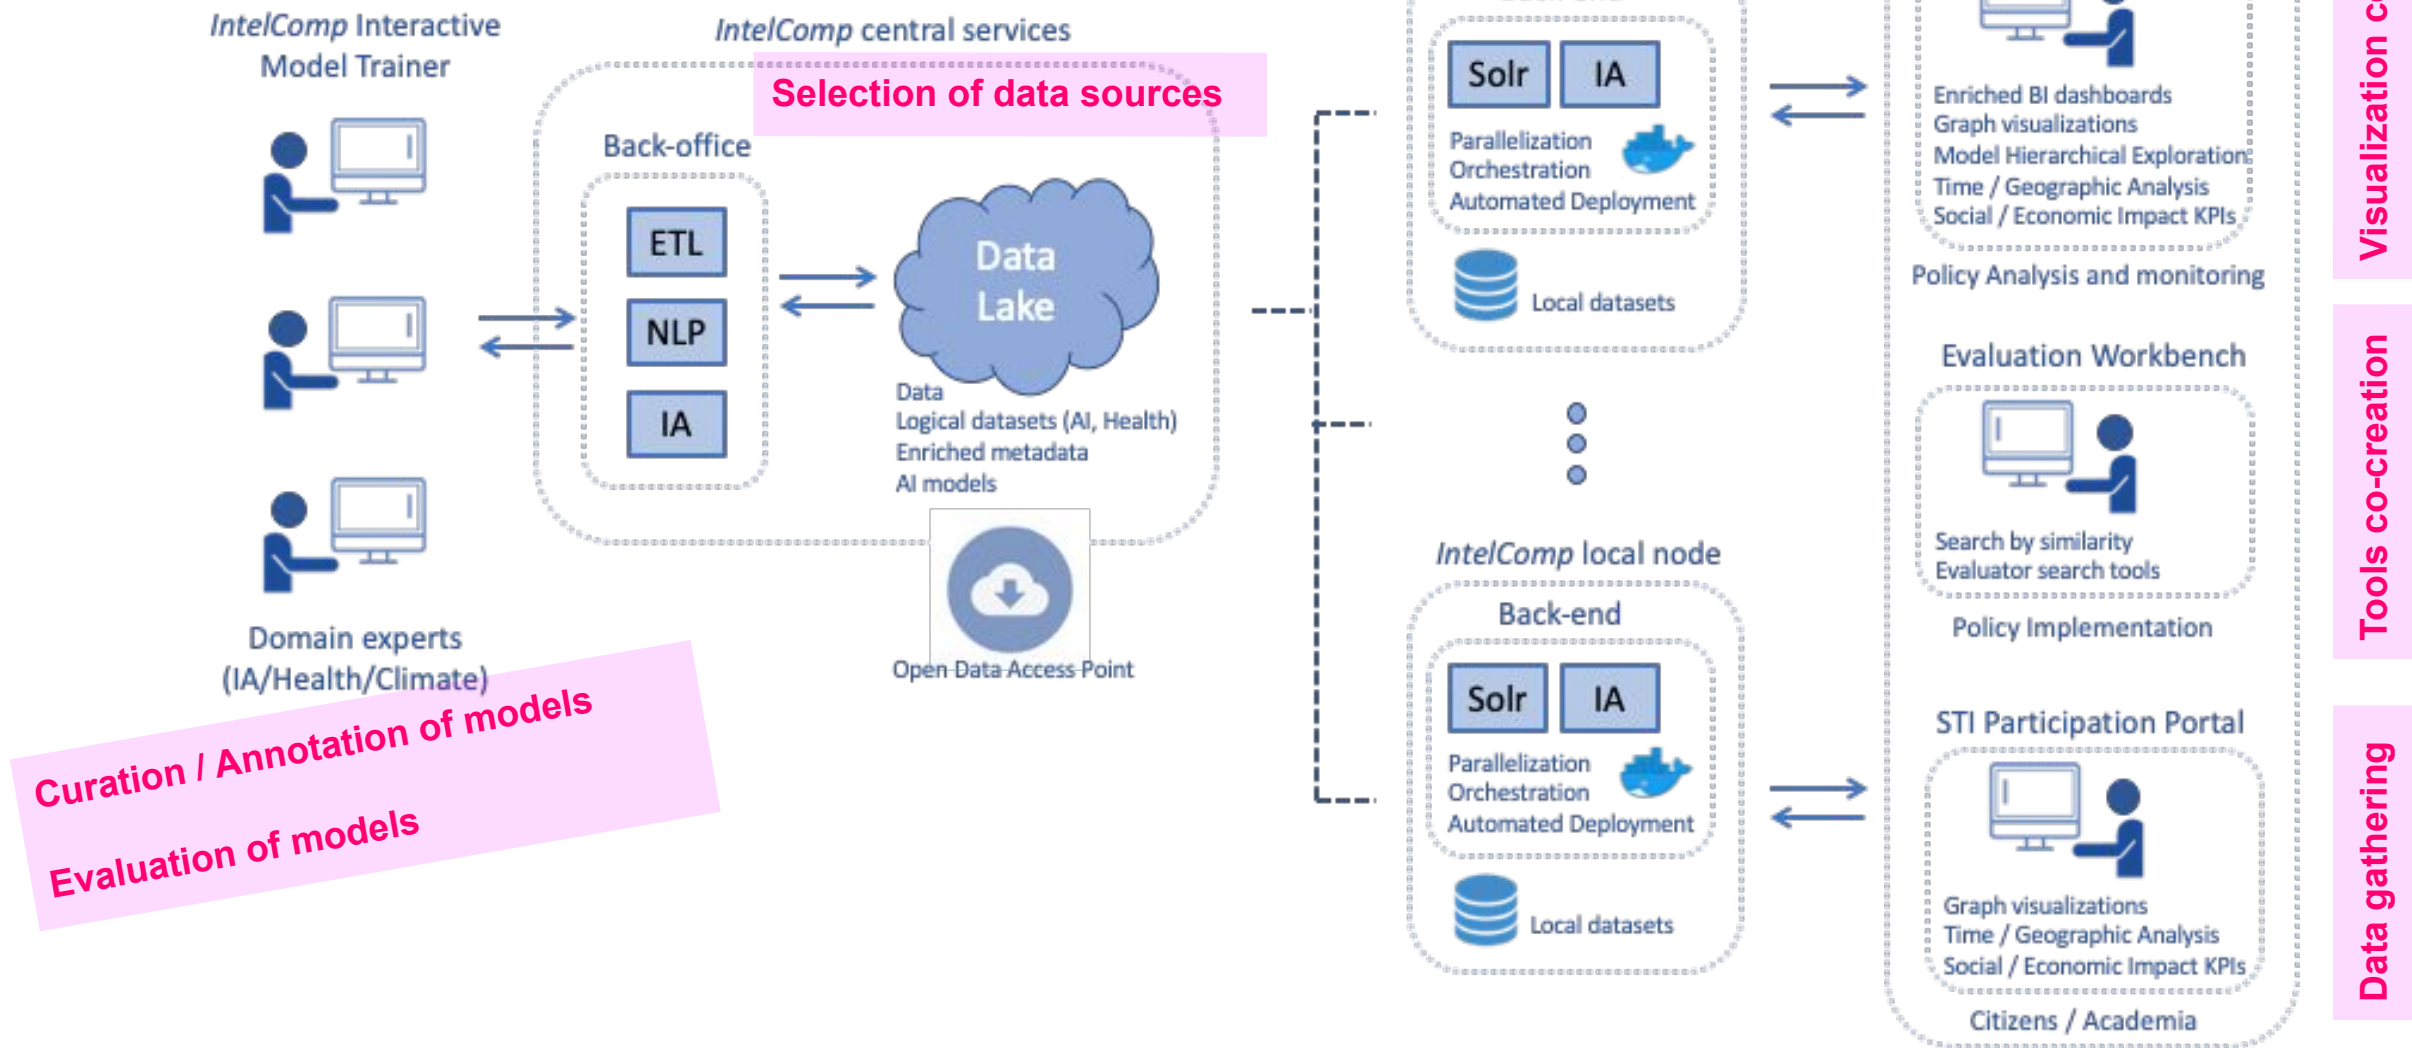 IntelComp Interactive
Model Trainer
Domain experts
(IA/Health/Climate)
Curation / Annotation of models
Evaluation of models
IntelComp central services
Selection of data sources
Back-office
ETL
NLP
IA
Data
Lake
Data
Logical datasets (AI, Health)
Enriched metadata
AI models
Open Data Access Point
Solr
IA
Parallelization
Orchestration
Automated Deployment
Local datasets
IntelComp local node
Back-end
Solr
IA
Parallelization
Orchestration
Automated Deployment
Local datasets
Enriched BI dashboards
Graph visualizations
Model Hierarchical Exploration
Time / Geographic Analysis
Social / Economic Impact KPIs
Policy Analysis and monitoring
Evaluation Workbench
Search by similarity
Evaluator search tools
Policy Implementation
STI Participation Portal
Graph visualizations
Time / Geographic Analysis
Social / Economic Impact KPIs
Citizens / Academia
Visualization
Tools co-creation
Data gathering